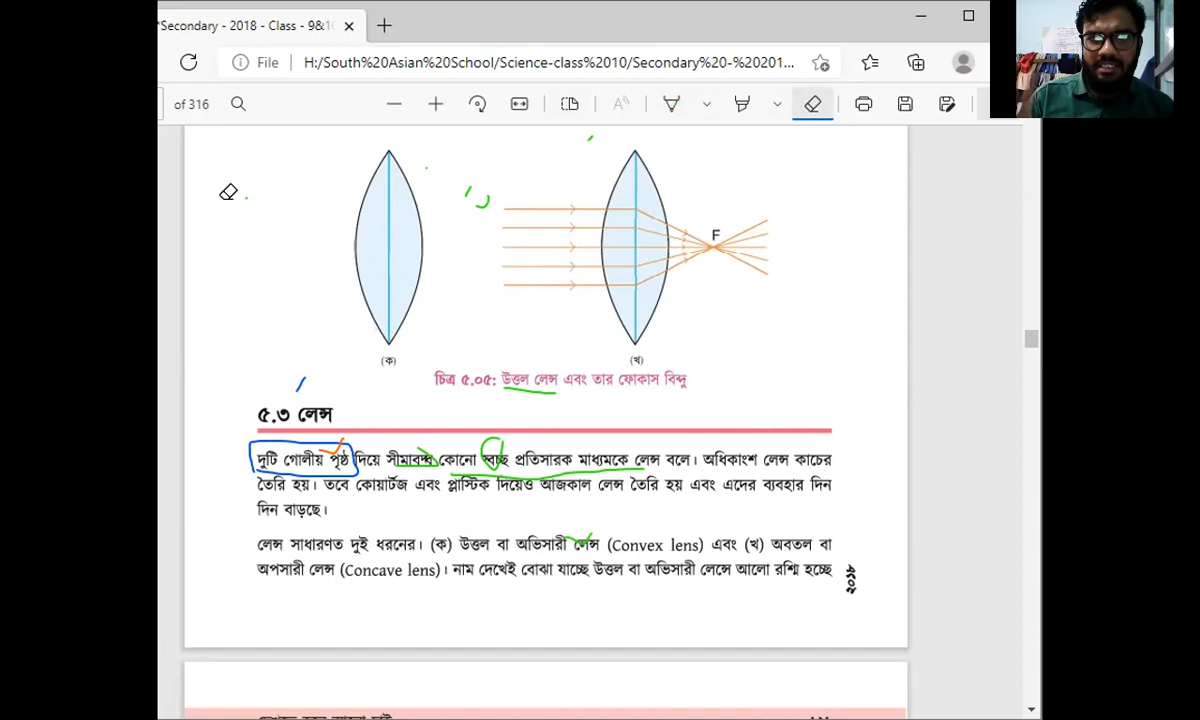 *Secondary - 2018 - Class - 9&10
File
H:/South%20Asian%20School/Science-class%2010/Secondary%20-%20201...
of 316
F
(ক)
(খ)
চিত্র ৫.০৫: উত্তল লেন্স এবং তার ফোকাস বিন্দু
৫.৩ লেন্স
দুটি গোলীয় পৃষ্ঠ দিয়ে সীমাবদ্ধ কোনো স্বচ্ছ প্রতিসারক মাধ্যমকে লেন্স বলে। অধিকাংশ লেন্স কাচের
তৈরি হয়। তবে কোয়ার্টজ এবং প্লাস্টিক দিয়েও আজকাল লেন্স তৈরি হয় এবং এদের ব্যবহার দিন
দিন বাড়ছে।
লেন্স সাধারণত দুই ধরনের। (ক) উত্তল বা অভিসারী লেন্স (Convex lens) এবং (খ) অবতল বা
অপসারী লেন্স (Concave lens)। নাম দেখেই বোঝা যাচ্ছে উত্তল বা অভিসারী লেন্সে আলো রশ্মি হচ্ছে
২০১৮